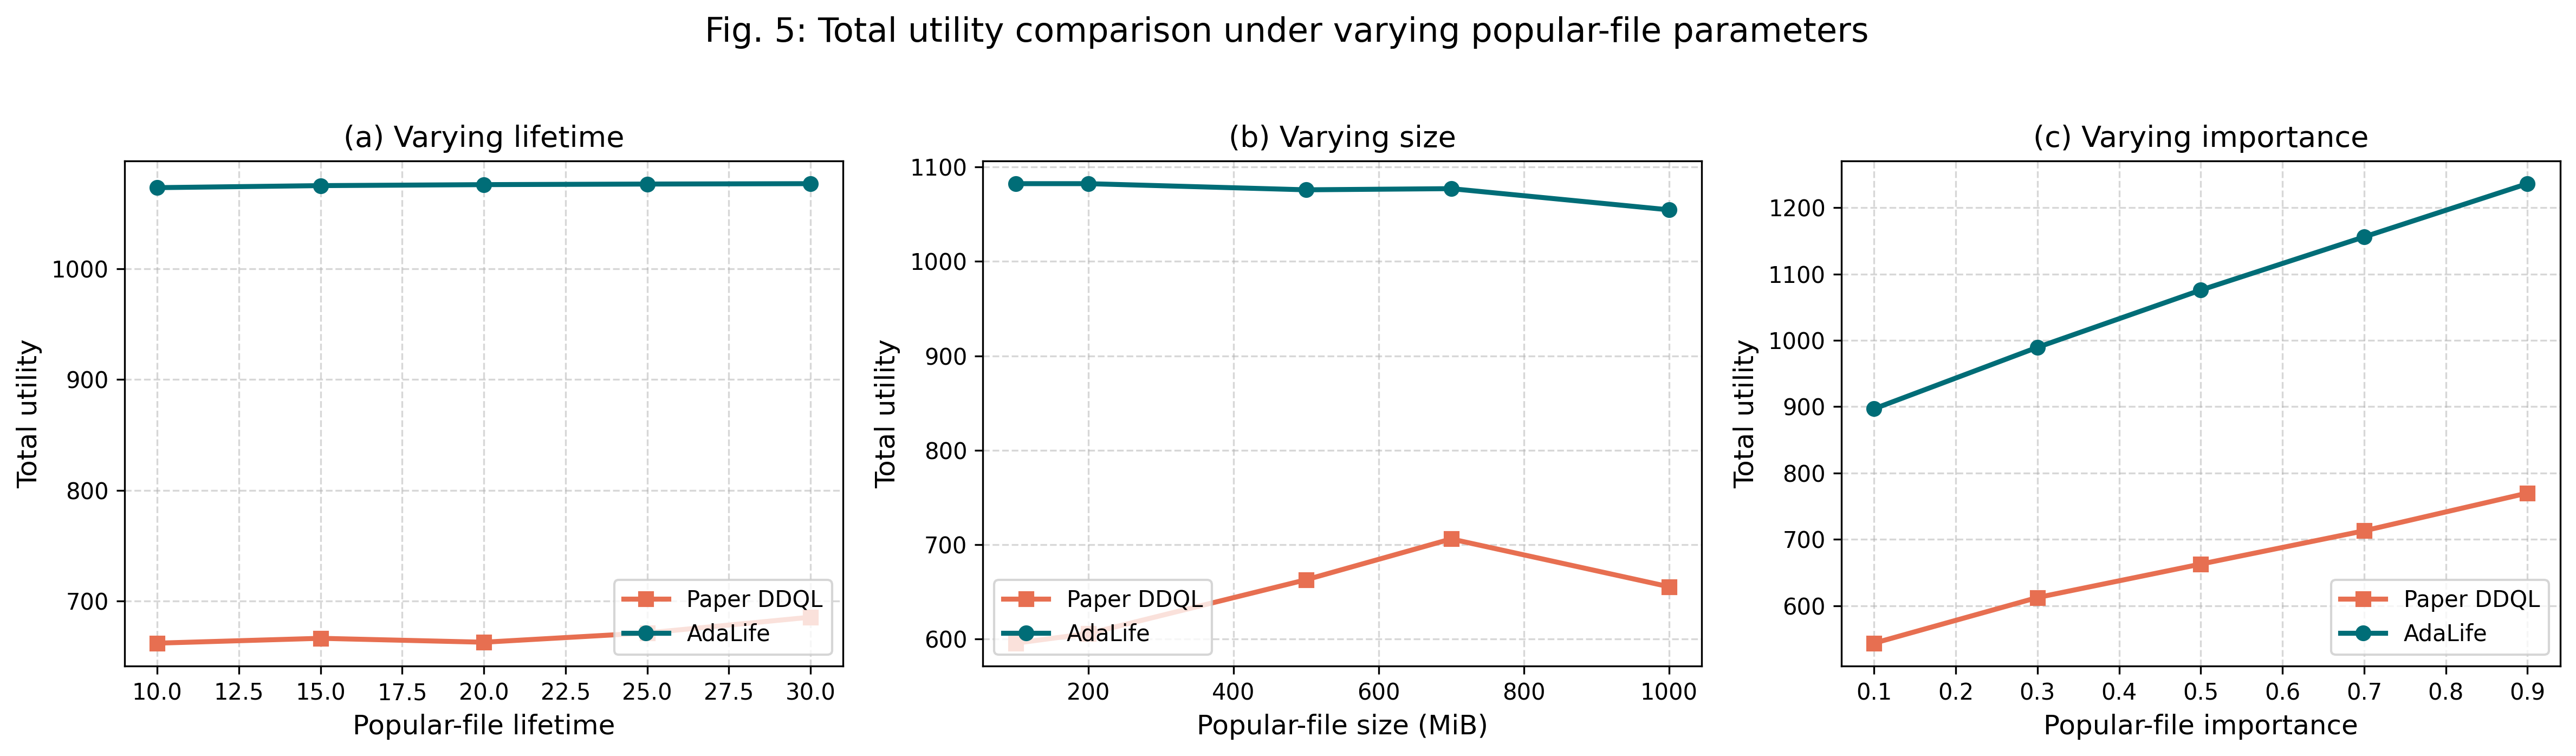 Fig. 5: Total utility comparison under varying popular-file parameters
(a) Varying lifetime
Total utility
1000
900
800
700
10.0 12.5 15.0 17.5 20.0 22.5 25.0 27.5 30.0
Popular-file lifetime
Paper DDQL
AdaLife
(b) Varying size
Total utility
1100
1000
900
800
700
600
200 400 600 800 1000
Popular-file size (MiB)
Paper DDQL
AdaLife
(c) Varying importance
Total utility
1200
1100
1000
900
800
700
600
0.1 0.2 0.3 0.4 0.5 0.6 0.7 0.8 0.9
Popular-file importance
Paper DDQL
AdaLife